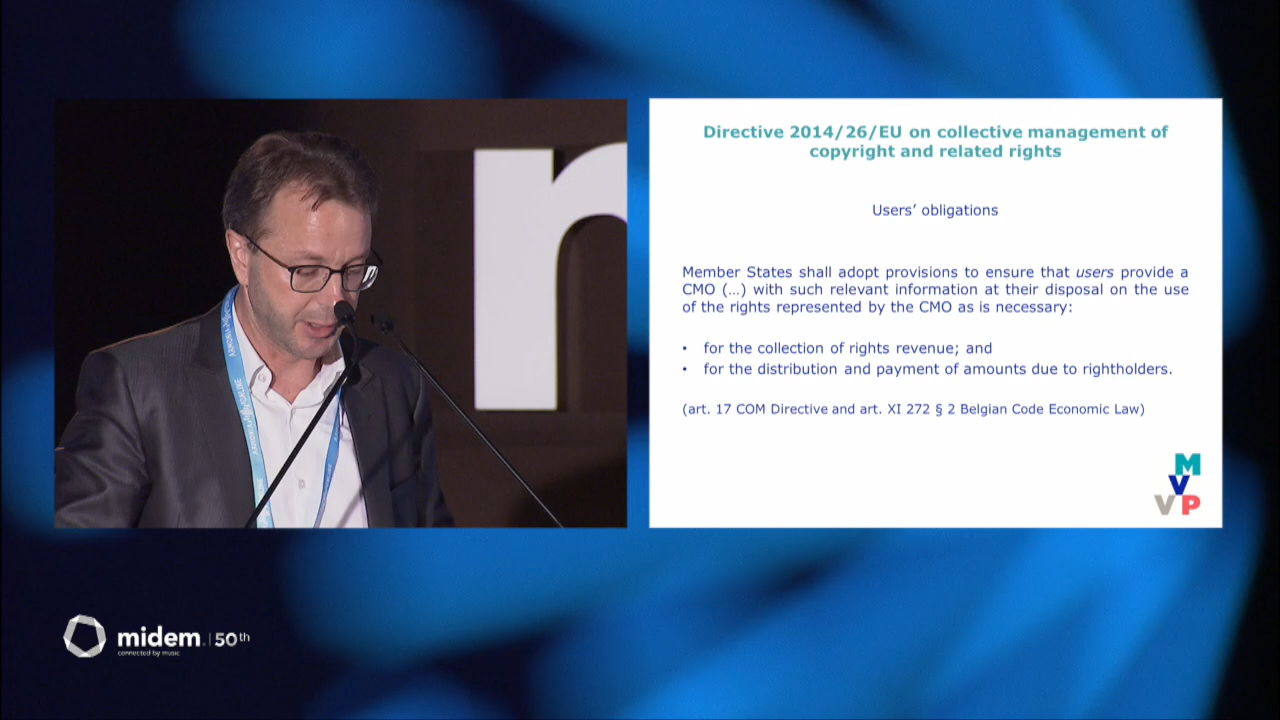 Directive 2014/26/EU on collective management of
copyright and related rights
Users’ obligations
Member States shall adopt provisions to ensure that users provide a
CMO (…) with such relevant information at their disposal on the use
of the rights represented by the CMO as is necessary:
• for the collection of rights revenue; and
• for the distribution and payment of amounts due to rightholders.
(art. 17 COM Directive and art. XI 272 § 2 Belgian Code Economic Law)
M
V
V P
midem. | 50th
connected by music